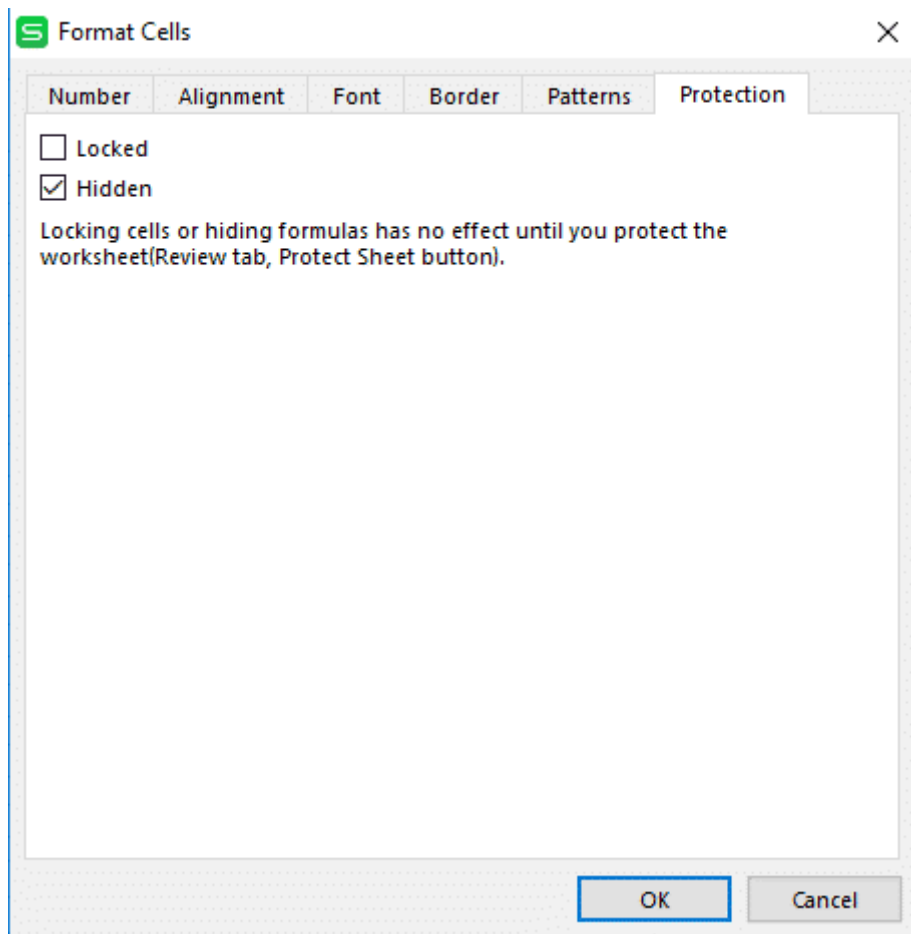 Format Cells
Number Alignment Font Border Patterns Protection
Locked
Hidden
Locking cells or hiding formulas has no effect until you protect the
worksheet(Review tab, Protect Sheet button).
OK Cancel